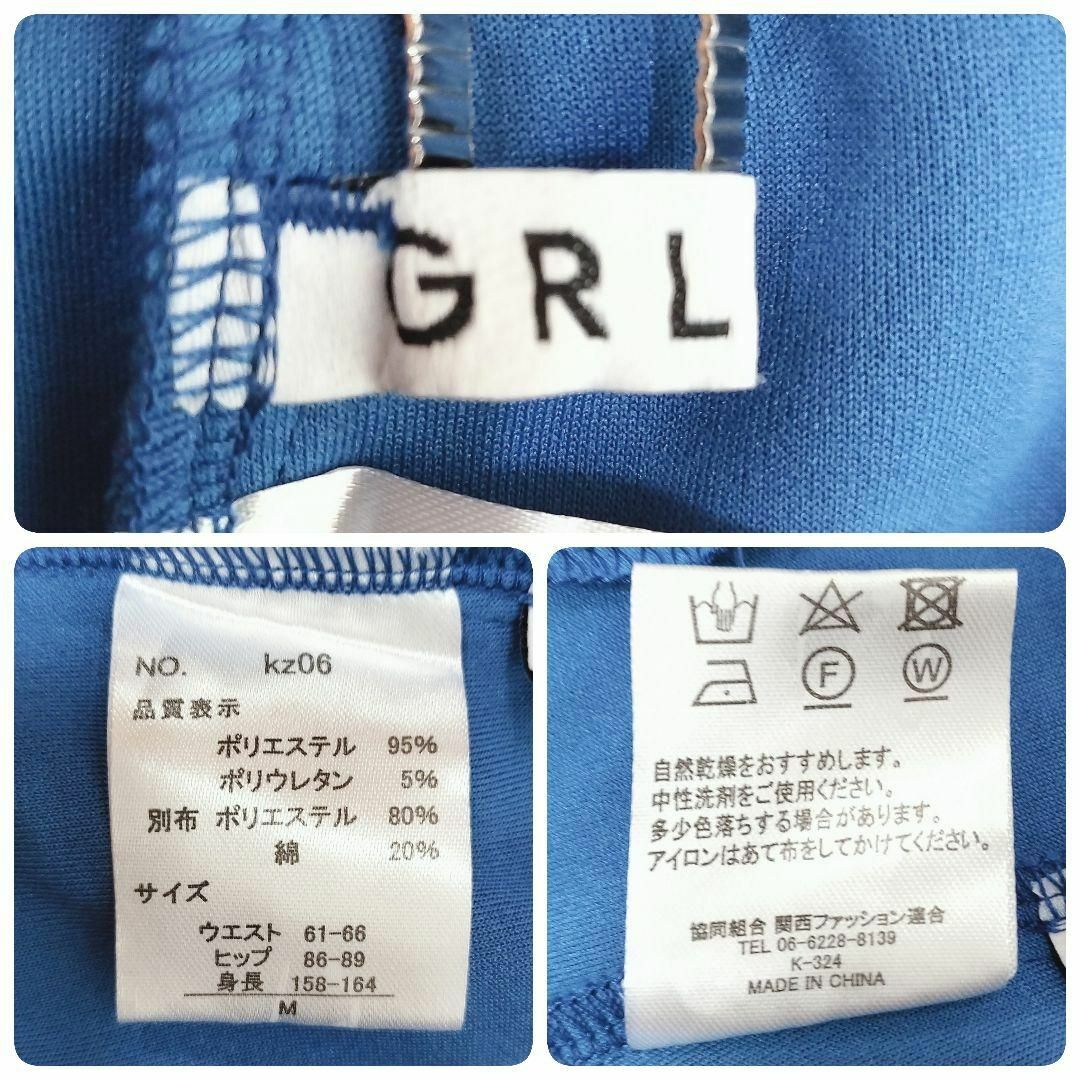 GRL
NO. kz06
品質表示
ポリエステル 95%
ポリウレタン 5%
別布 ポリエステル 80%
綿 20%
サイズ
ウエスト 61-66
ヒップ 86-89
身長 158-164
M
F W
自然乾燥をおすすめします。
中性洗剤をご使用ください。
多少色落ちする場合があります。
アイロンはあて布をしてかけてください。
協同組合 関西ファッション連合
TEL 06-6228-8139
K-324
MADE IN CHINA